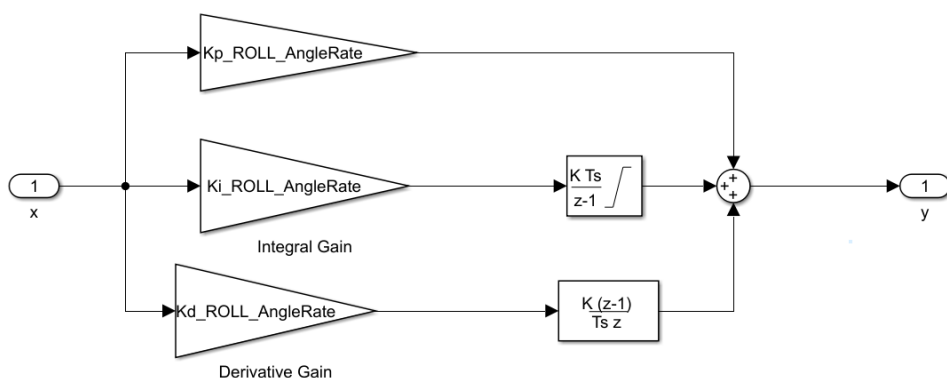 Kp_ROLL_AngleRate
1
x
Ki_ROLL_AngleRate
Integral Gain
K Ts
z-1
+
+
+
1
y
Kd_ROLL_AngleRate
Derivative Gain
K (z-1)
Ts z